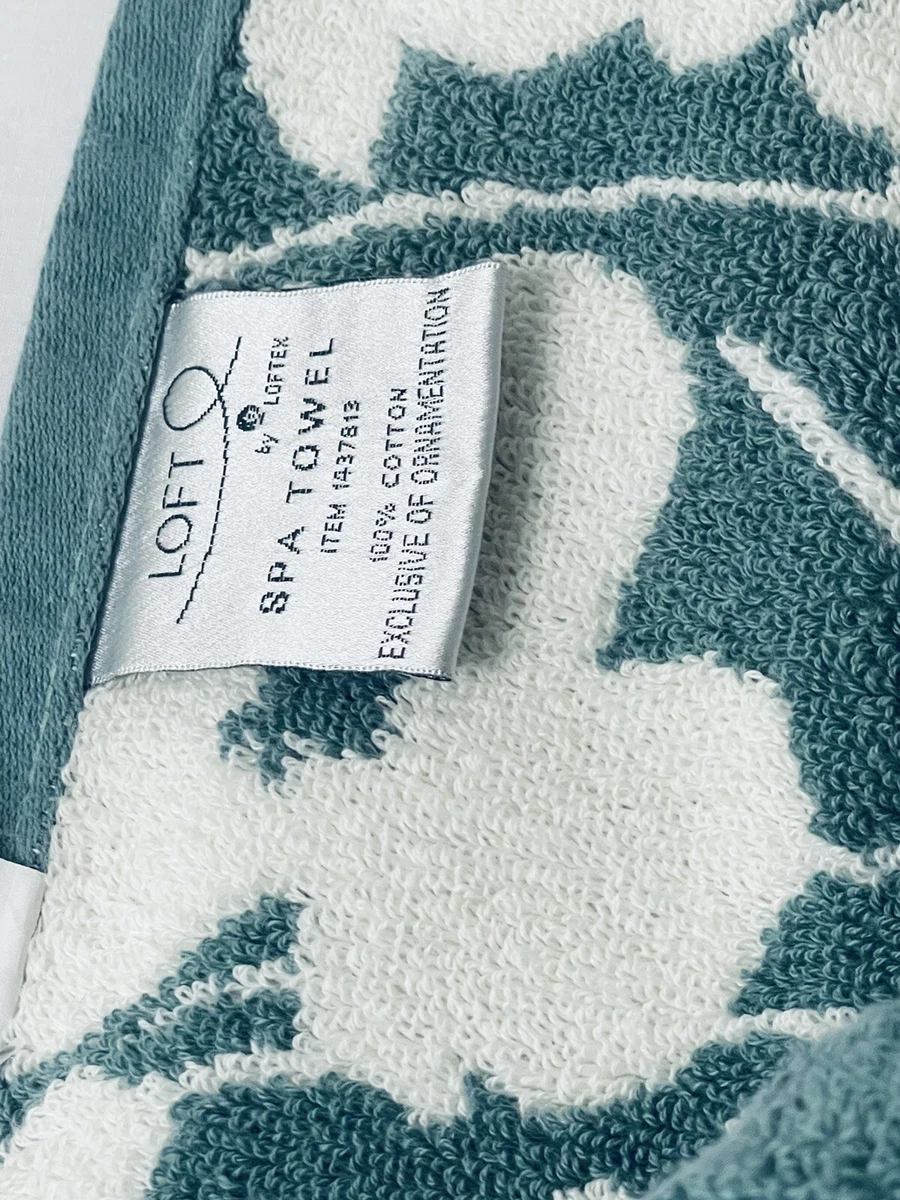 LOFT
by LOFTEX
SPA TOWEL
ITEM 1437813
100% COTTON
EXCLUSIVE OF ORNAMENTATION